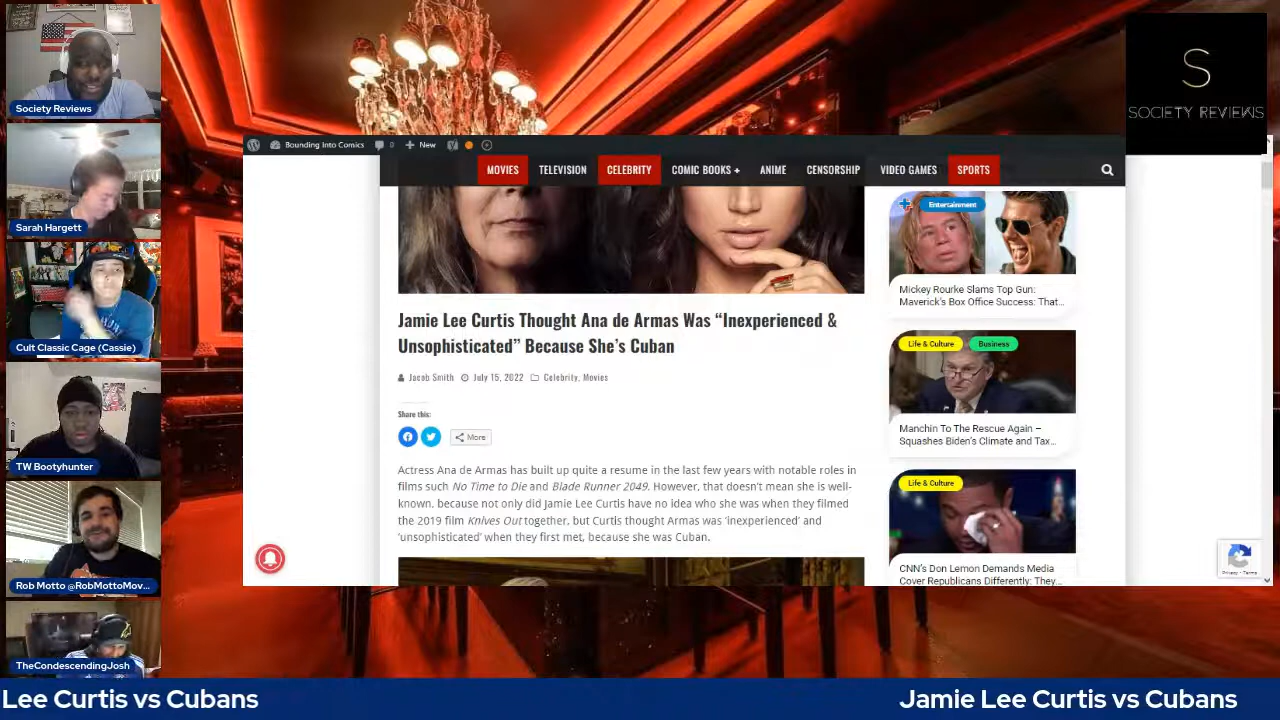 Society Reviews
Sarah Hargett
Cult Classic Cage (Cassie)
TW Bootyhunter
Rob Motto @RobMottoMov...
TheCondescendingJosh
S
SOCIETY REVIEWS
Bounding Into Comics
0
New
MOVIES
TELEVISION
CELEBRITY
COMIC BOOKS +
ANIME
CENSORSHIP
VIDEO GAMES
SPORTS
Jamie Lee Curtis Thought Ana de Armas Was “Inexperienced &
Unsophisticated” Because She’s Cuban
Jacob Smith July 15, 2022 Celebrity, Movies
Share this:
More
Actress Ana de Armas has built up quite a resume in the last few years with notable roles in
films such No Time to Die and Blade Runner 2049. However, that doesn’t mean she is well-
known, because not only did Jamie Lee Curtis have no idea who she was when they filmed
the 2019 film Knives Out together, but Curtis thought Armas was ‘inexperienced’ and
‘unsophisticated’ when they first met, because she was Cuban.
Entertainment
Mickey Rourke Slams Top Gun:
Maverick's Box Office Success: That...
Life & Culture
Business
Manchin To The Rescue Again –
Squashes Biden's Climate and Tax...
Life & Culture
CNN's Don Lemon Demands Media
Cover Republicans Differently: They...
Privacy - Terms
Lee Curtis vs Cubans
Jamie Lee Curtis vs Cubans